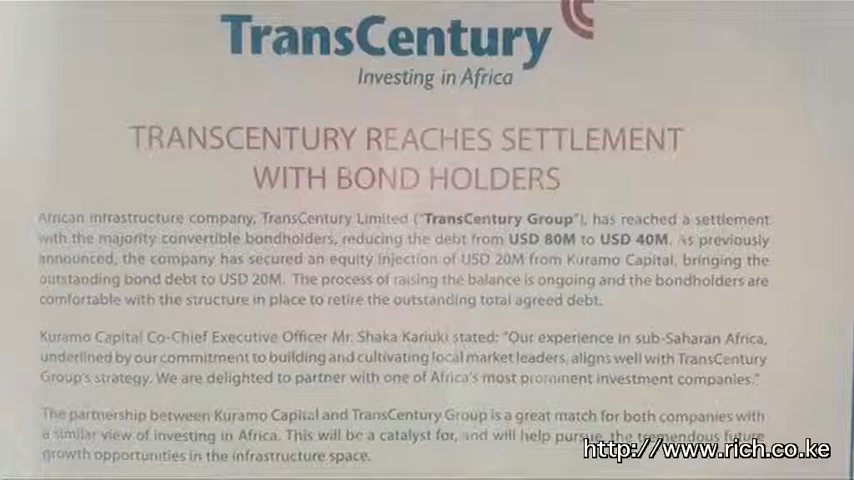 TransCentury
Investing in Africa
TRANSCENTURY REACHES SETTLEMENT
WITH BOND HOLDERS
African infrastructure company, TransCentury Limited ("TransCentury Group"), has reached a settlement
with the majority convertible bondholders, reducing the debt from USD 80M to USD 40M. As previously
announced, the company has secured an equity injection of USD 20M from Kuramo Capital, bringing the
outstanding bond debt to USD 20M. The process of raising the balance is ongoing and the bondholders are
comfortable with the structure in place to retire the outstanding total agreed debt.
Kuramo Capital Co-Chief Executive Officer Mr. Shaka Kariuki stated: "Our experience in sub-Saharan Africa,
underlined by our commitment to building and cultivating local market leaders, aligns well with TransCentury
Group's strategy. We are delighted to partner with one of Africa's most prominent investment companies."
The partnership between Kuramo Capital and TransCentury Group is a great match for both companies with
a similar view of investing in Africa. This will be a catalyst for, and will help pursue, the tremendous future
growth opportunities in the infrastructure space.
http://www.rich.co.ke